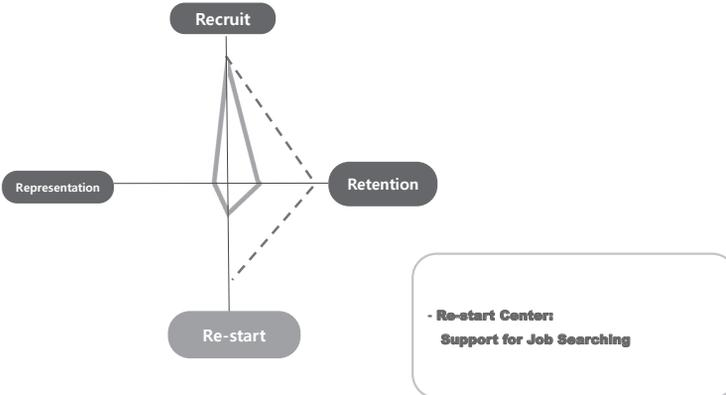 Recruit
Representation
Retention
Re-start
- Re-start Center:
Support for Job Searching